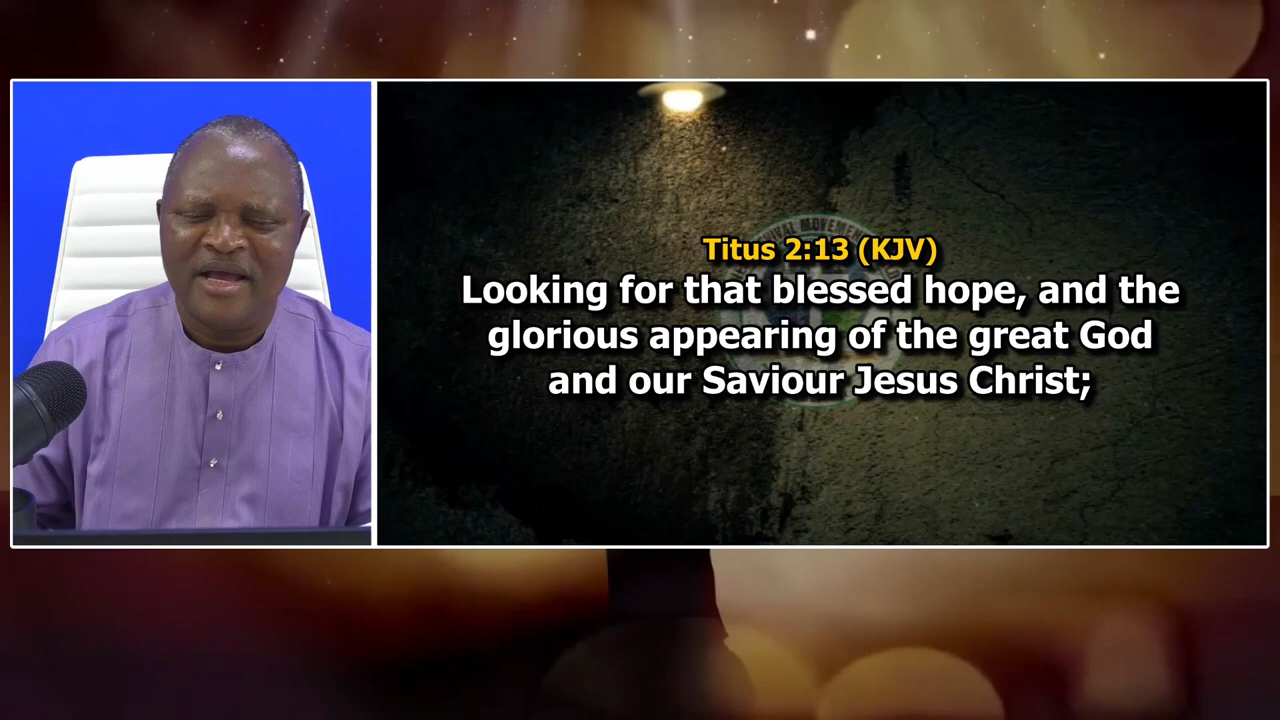 Titus 2:13 (KJV)
Looking for that blessed hope, and the
glorious appearing of the great God
and our Saviour Jesus Christ;